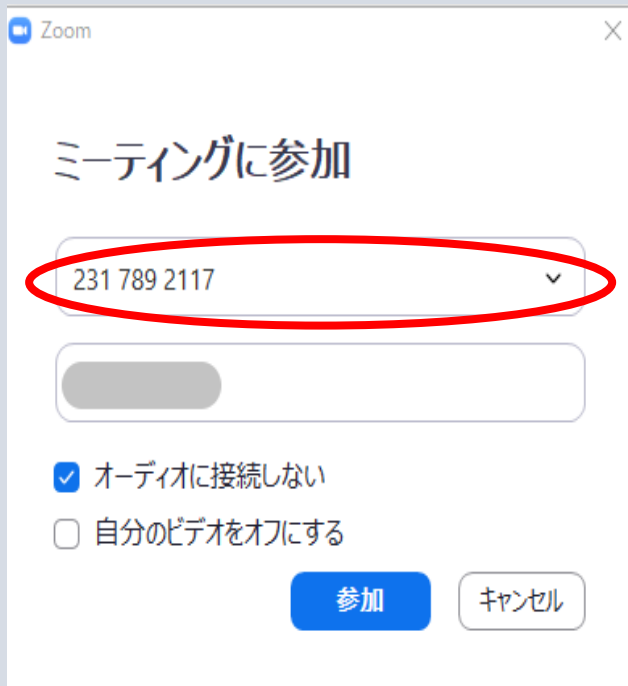 Zoom
ミーティングに参加
231 789 2117
オーディオに接続しない
自分のビデオをオフにする
参加 キャンセル